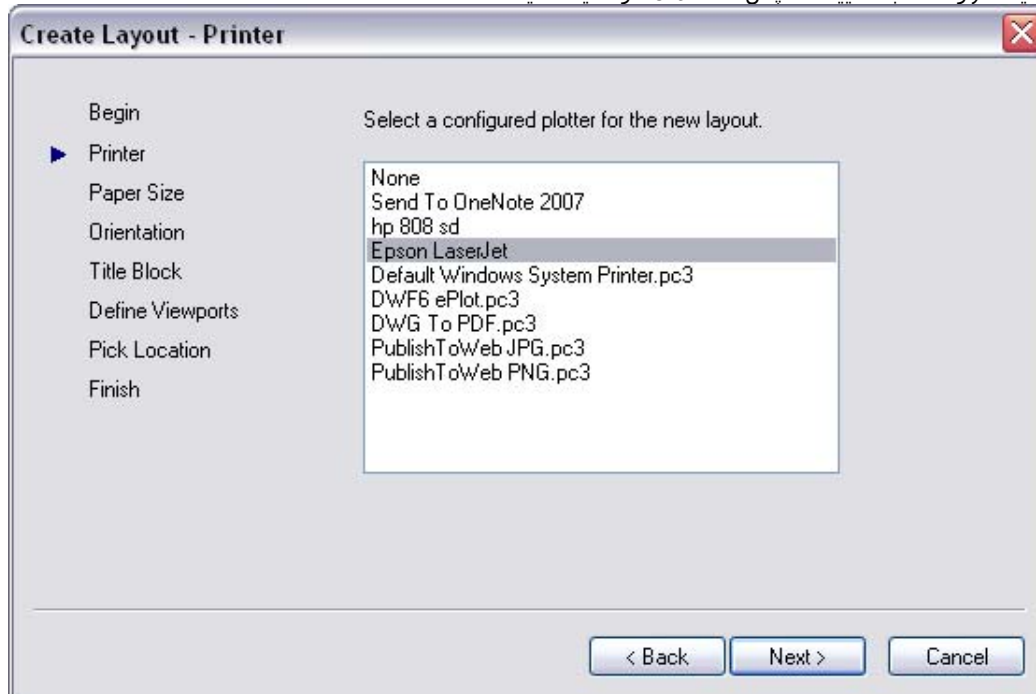 Create Layout - Printer
Begin
Printer
Paper Size
Orientation
Title Block
Define Viewports
Pick Location
Finish
Select a configured plotter for the new layout.
None
Send To OneNote 2007
hp 808 sd
Epson LaserJet
Default Windows System Printer.pc3
DWF6 ePlot.pc3
DWG To PDF.pc3
PublishToWeb JPG.pc3
PublishToWeb PNG.pc3
< Back
Next >
Cancel